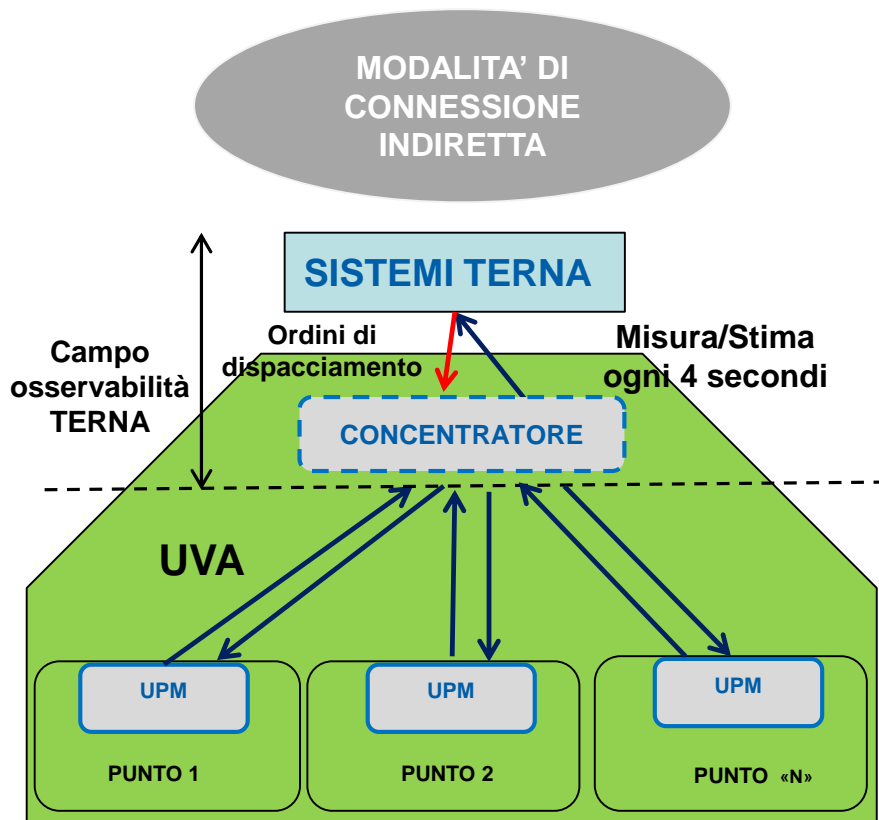 MODALITA' DI
CONNESSIONE
INDIRETTA
SISTEMI TERNA
Ordini di
dispacciamento
Misura/Stima
ogni 4 secondi
Campo
osservabilità
TERNA
CONCENTRATORE
UVA
UPM
UPM
UPM
PUNTO 1
PUNTO 2
PUNTO «N»